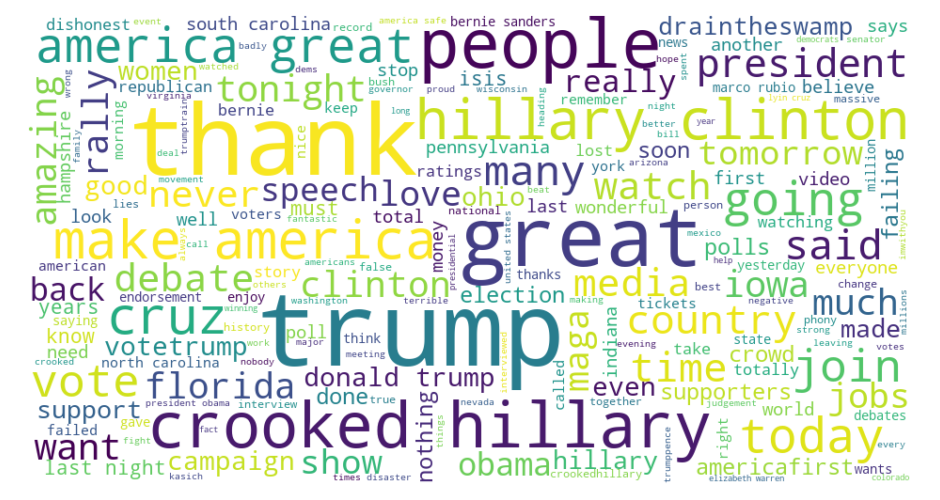 dishonest
event
south carolina
record
america safe
bernie sanders
draintheswamp
democrats
senator
says
america great
people
badly
watched
dems
bush
governor
stop
isis
news
another
hope
spent
president
amazing
wrong
rally
women
republican
tonight
virginia
bernie
keep
proud
wisconsin
long
really
remember
night
marco rubio
believe
lyin cruz
massive
hampshire
family
morning
trumptrain
thank
nice
hillary clinton
heading
better
bill
year
pennsylvania
lost
york
arizona
soon
tomorrow
deal
good
never
movement
lies
speech
love
ratings
many
first
video
million
failing
must
ohio
beat
last
wonderful
watch
person
going
watching
imwithyou
look
well
voters
fantastic
total
national
make america
always
call
money
presidential
great
united states
mexico
help
polls
yesterday
said
american
back
debate
story
others
americans
false
clinton
thanks
media
best
iowa
everyone
change
years
endorsement
enjoy
washington
terrible
election
making
tickets
negative
much
millions
saying
know
need
cruz
winning
history
work
poll
major
think
trump
maga
indiana
country
state
phony
strong
made
votetrump
crooked
north carolina
nobody
meeting
evening
interviewed
take
crowd
totally
leaving
votes
vote
florida
donald trump
done
true
called
even
time
supporters
join
support
president obama
interview
nevada
together
judgement
world
jobs
debates
failed
gave
fight
fact
crooked hillary
things
trumppence
right
today
every
want
nothing
last night
campaign
kasich
show
times
disaster
obama
hillary
crookedhillary
americafirst
elizabeth warren
wants
colorado